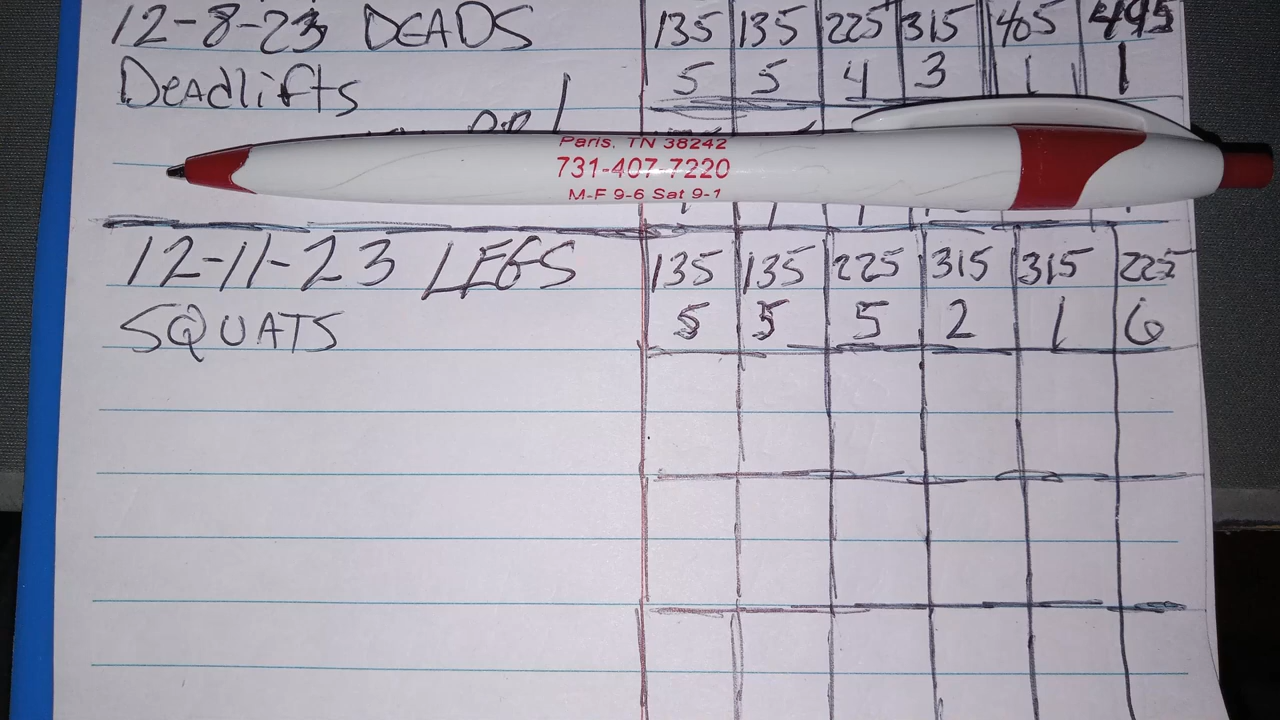 12-8-23 DEADS 135 135 225 315 405 495
Deadlifts 5 5 4 3 1 1
Paris, TN 38242
731-407-7220
M-F 9-6 Sat 9-1
12-11-23 LEGS 135 135 225 315 315 225
SQUATS 5 5 5 2 1 6